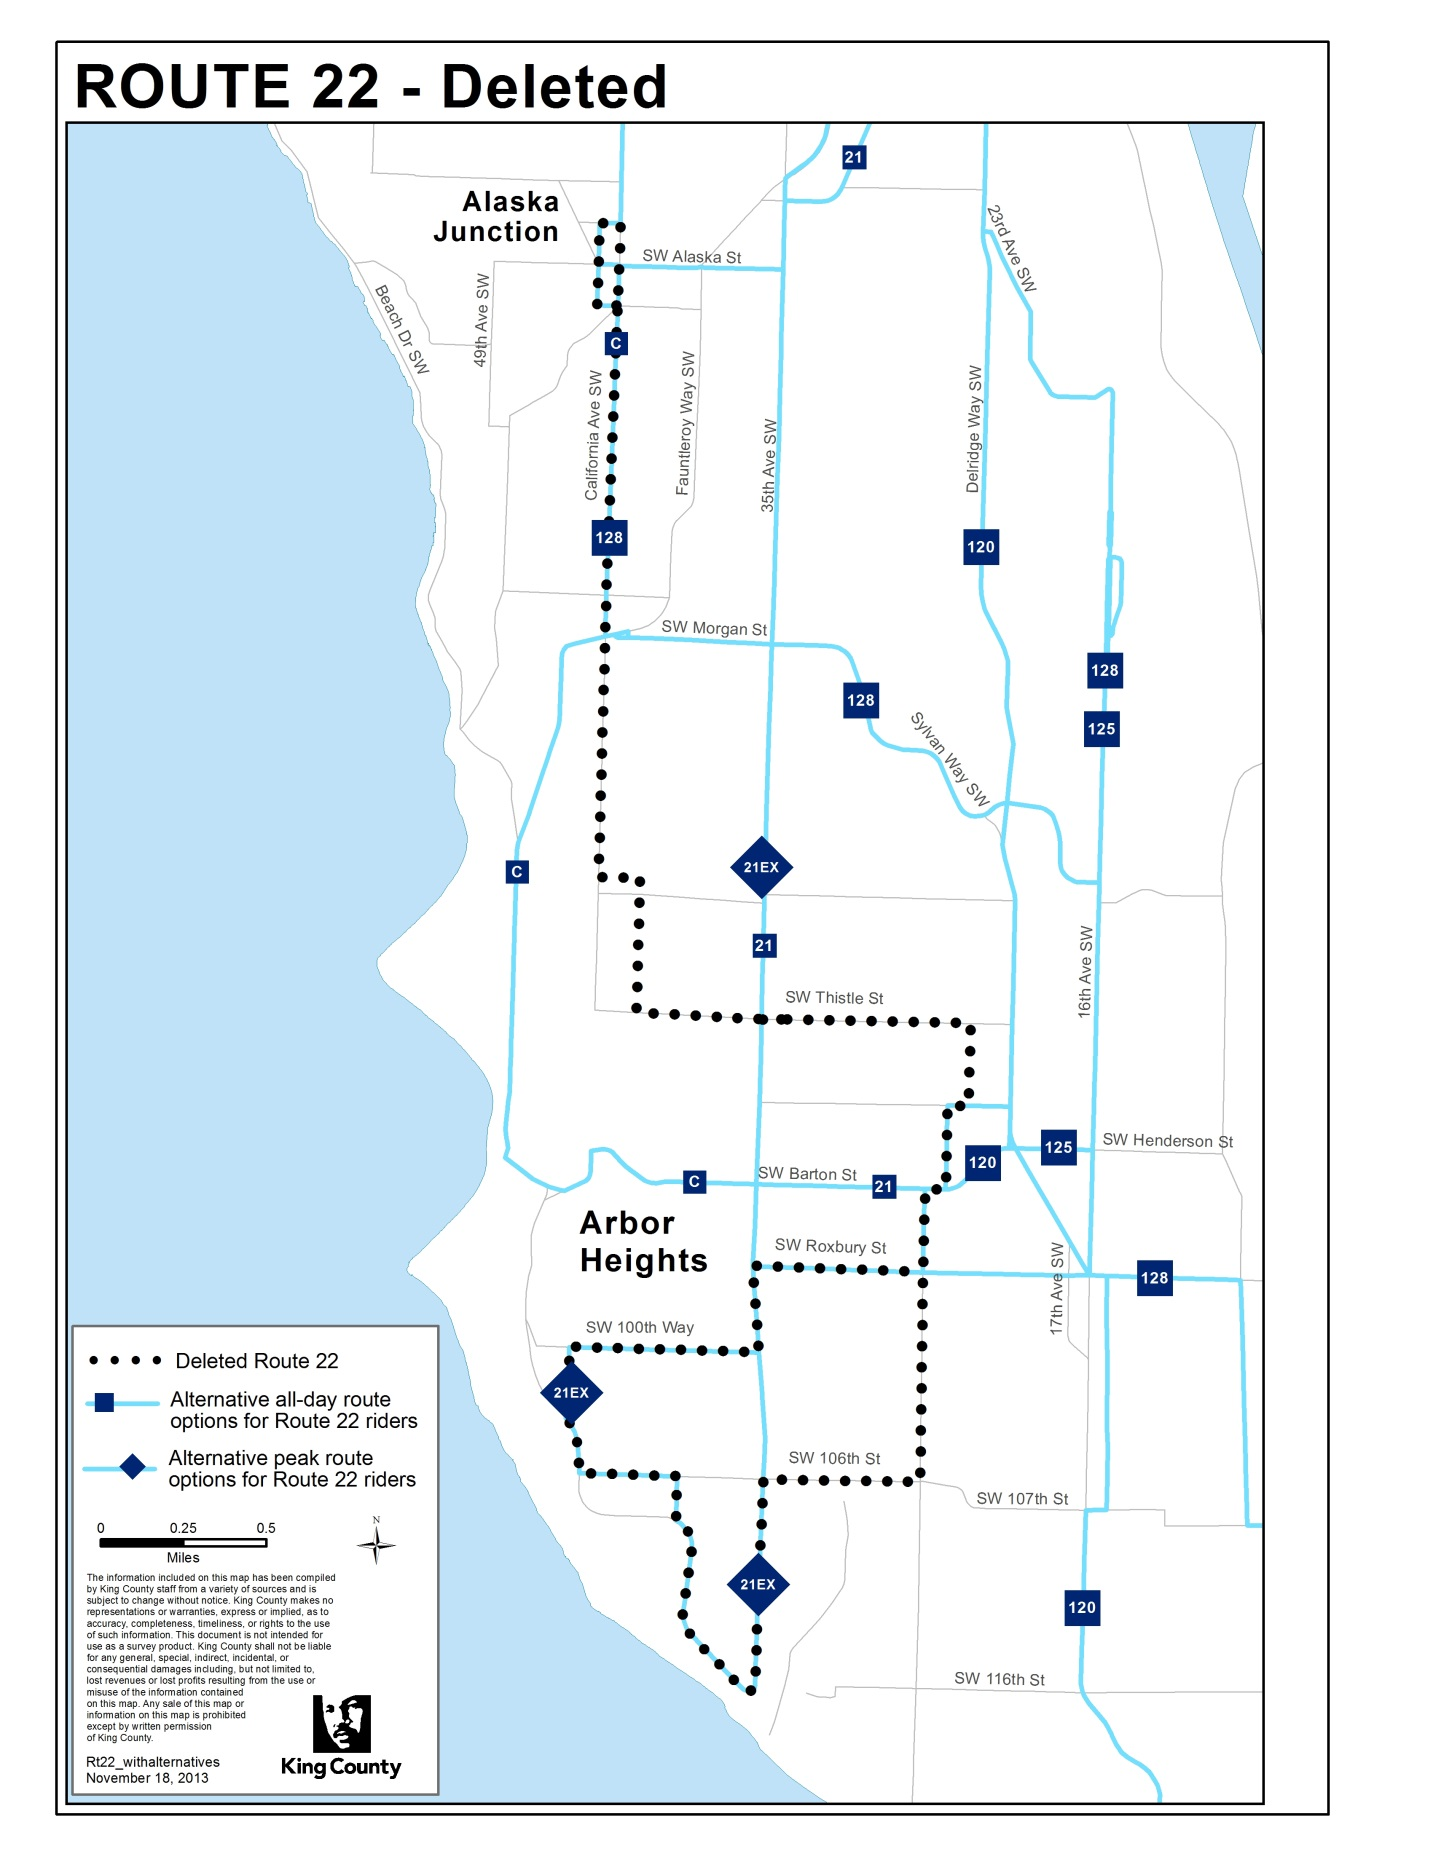 ROUTE 22 - Deleted
21
Alaska
Junction
23rd Ave SW
SW Alaska St
49th Ave SW
Beach Dr SW
C
California Ave SW
Fauntleroy Way SW
35th Ave SW
Delridge Way SW
128
120
SW Morgan St
128
128
125
Sylvan Way SW
C
21EX
21
16th Ave SW
SW Thistle St
SW Henderson St
125
120
SW Barton St
C
21
Arbor
Heights
SW Roxbury St
17th Ave SW
128
SW 100th Way
21EX
SW 106th St
SW 107th St
21EX
120
SW 116th St
Deleted Route 22
Alternative all-day route
options for Route 22 riders
Alternative peak route
options for Route 22 riders
0 0.25 0.5
Miles
N
The information included on this map has been compiled
by King County staff from a variety of sources and is
subject to change without notice. King County makes no
representations or warranties, express or implied, as to
accuracy, completeness, timeliness, or rights to the use
of such information. This document is not intended for
use as a survey product. King County shall not be liable
for any general, special, indirect, incidental, or
consequential damages including, but not limited to,
lost revenues or lost profits resulting from the use or
misuse of the information contained
on this map. Any sale of this map or
information on this map is prohibited
except by written permission
of King County.
King County
Rt22_withalternatives
November 18, 2013